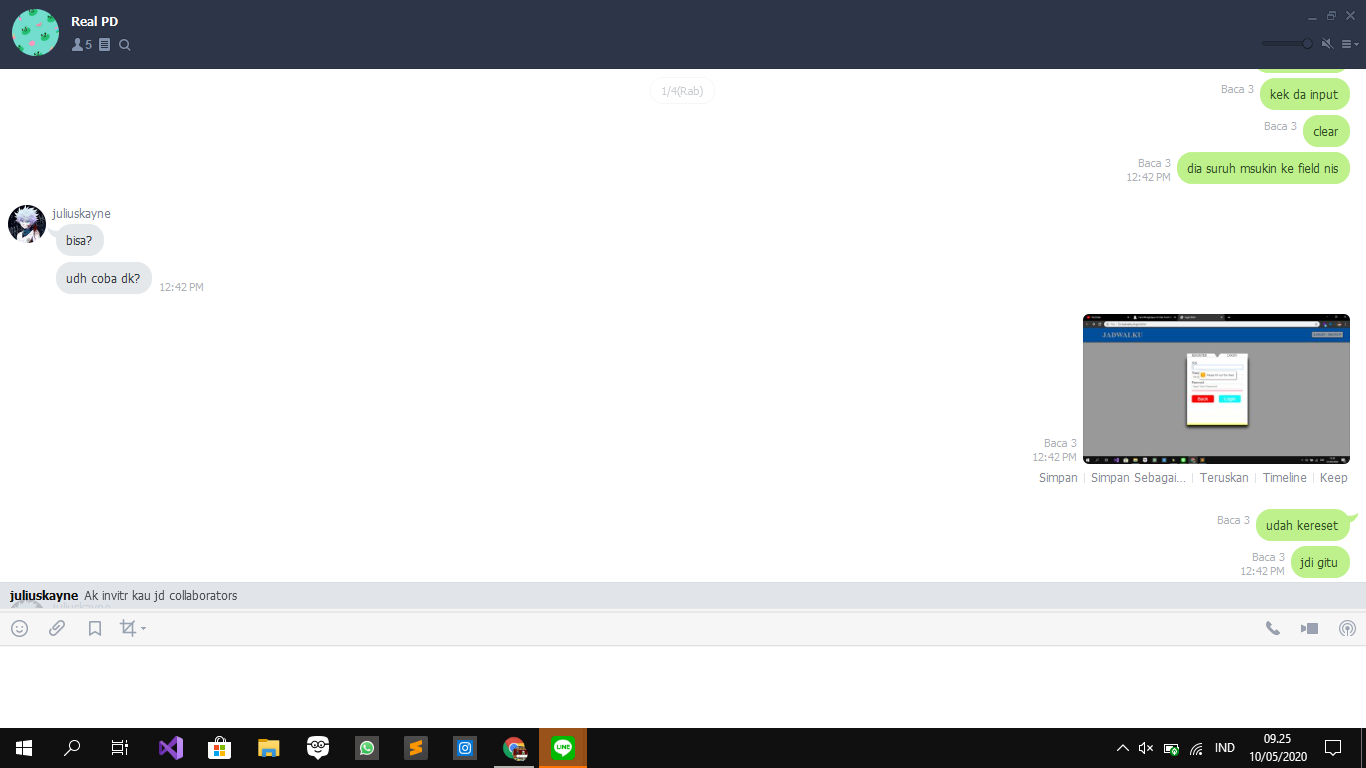 Real PD
5
1/4(Rab)
Baca 3
kek da input
Baca 3
clear
Baca 3
12:42 PM
dia suruh msukin ke field nis
juliuskayne
bisa?
udh coba dk?
12:42 PM
JADWALKU
Password
Back
Login
Baca 3
12:42 PM
Simpan
Simpan Sebagai...
Teruskan
Timeline
Keep
Baca 3
udah kereset
Baca 3
12:42 PM
jdi gitu
juliuskayne Ak invitr kau jd collaborators
juliuskayne
LINE
IND
09.25
10/05/2020